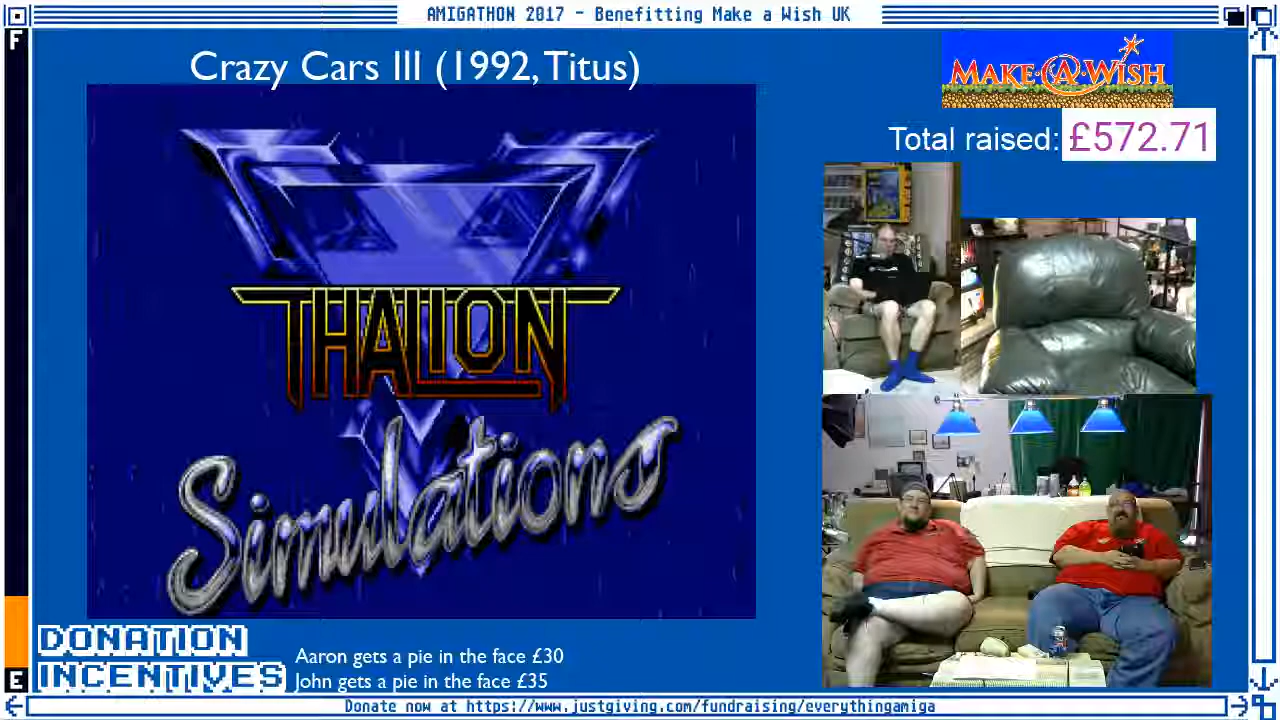 AMIGATHON 2017 - Benefitting Make a Wish UK
F
Crazy Cars III (1992, Titus)
MAKE A WISH
Total raised: £572.71
THALION
Simulations
DONATION
INCENTIVES
Aaron gets a pie in the face £30
John gets a pie in the face £35
E
Donate now at https://www.justgiving.com/fundraising/everythingamiga